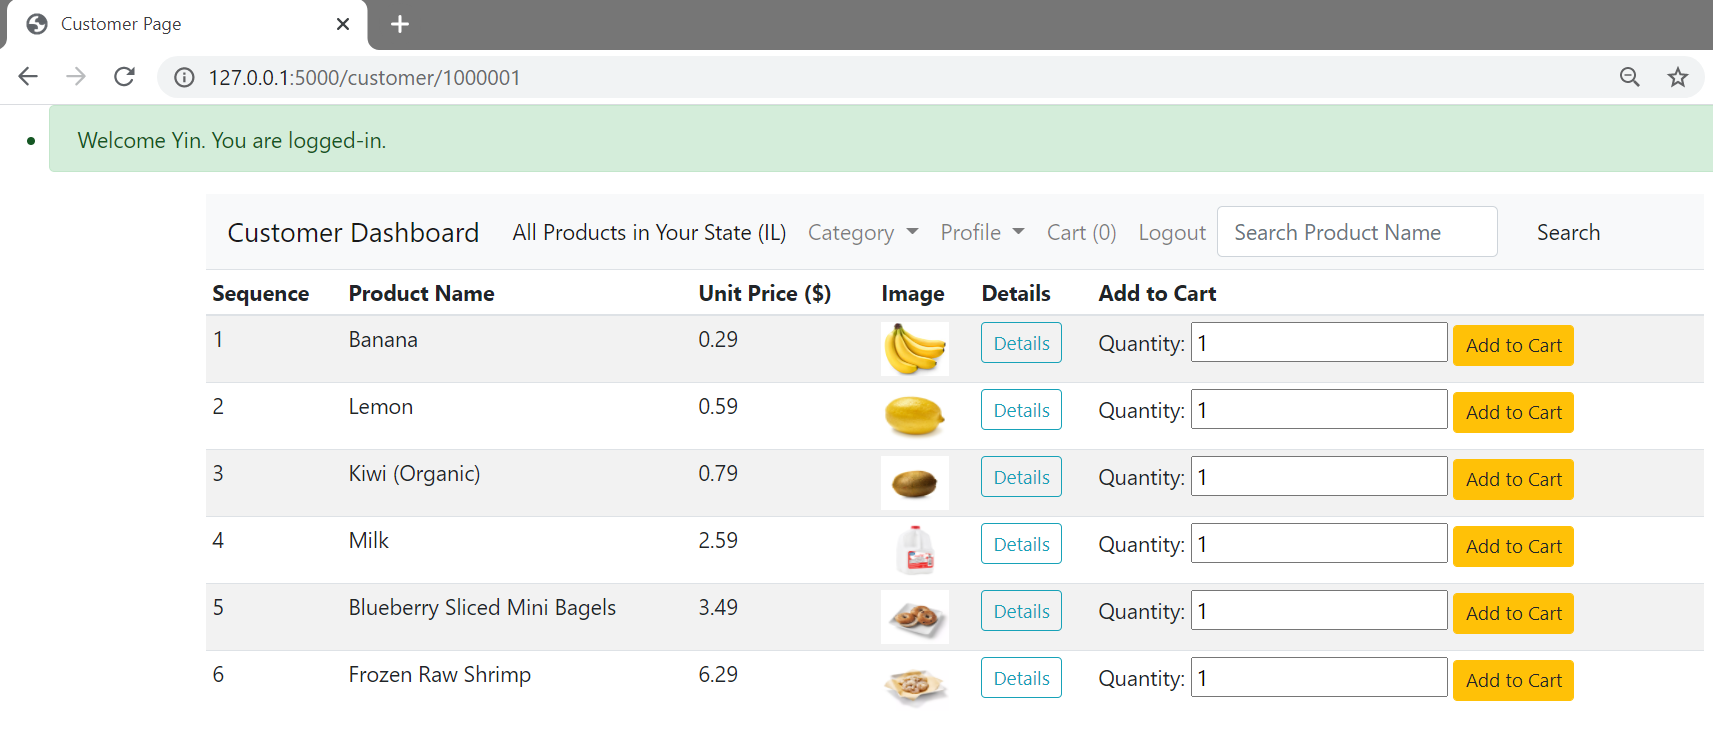 Customer Page
127.0.0.1:5000/customer/1000001
Welcome Yin. You are logged-in.
Customer Dashboard All Products in Your State (IL) Category Profile Cart (0) Logout Search Product Name Search
Sequence Product Name Unit Price ($) Image Details Add to Cart
1 Banana 0.29 Details Quantity: 1 Add to Cart
2 Lemon 0.59 Details Quantity: 1 Add to Cart
3 Kiwi (Organic) 0.79 Details Quantity: 1 Add to Cart
4 Milk 2.59 Details Quantity: 1 Add to Cart
5 Blueberry Sliced Mini Bagels 3.49 Details Quantity: 1 Add to Cart
6 Frozen Raw Shrimp 6.29 Details Quantity: 1 Add to Cart